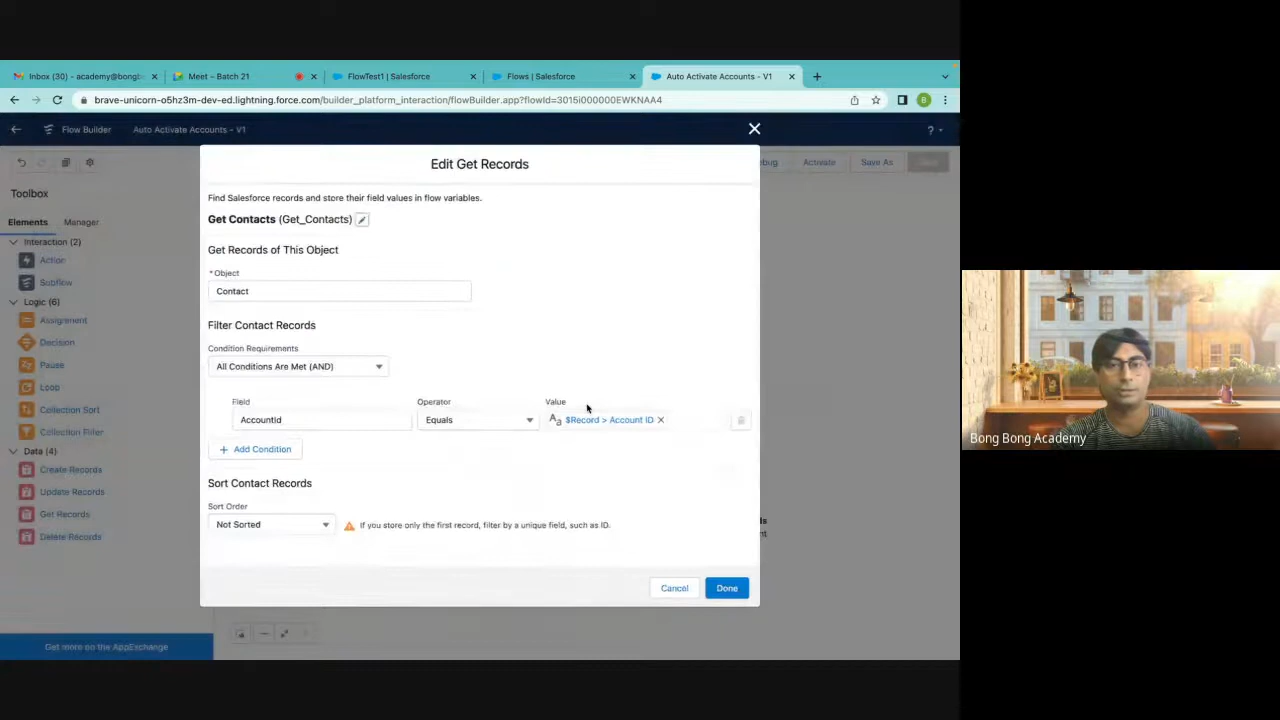 Inbox (30) - academy@bongb
Meet – Batch 21
FlowTest1 | Salesforce
Flows | Salesforce
Auto Activate Accounts - V1
brave-unicorn-o5hz3m-dev-ed.lightning.force.com/builder_platform_interaction/flowBuilder.app?flowId=3015i000000EWKNAA4
B
Flow Builder
Auto Activate Accounts - V1
?
Edit Get Records
bug
Activate
Save As
Toolbox
Elements
Manager
Interaction (2)
Action
Subflow
Logic (6)
Assignment
Decision
Pause
Loop
Collection Sort
Collection Filter
Data (4)
Create Records
Update Records
Get Records
Delete Records
Get more on the AppExchange
Find Salesforce records and store their field values in flow variables.
Get Contacts (Get_Contacts)
Get Records of This Object
*Object
Contact
Filter Contact Records
Condition Requirements
All Conditions Are Met (AND)
Field
Operator
Value
AccountId
Equals
Aa $Record > Account ID
+ Add Condition
Sort Contact Records
Sort Order
Not Sorted
If you store only the first record, filter by a unique field, such as ID.
Cancel
Done
Bong Bong Academy